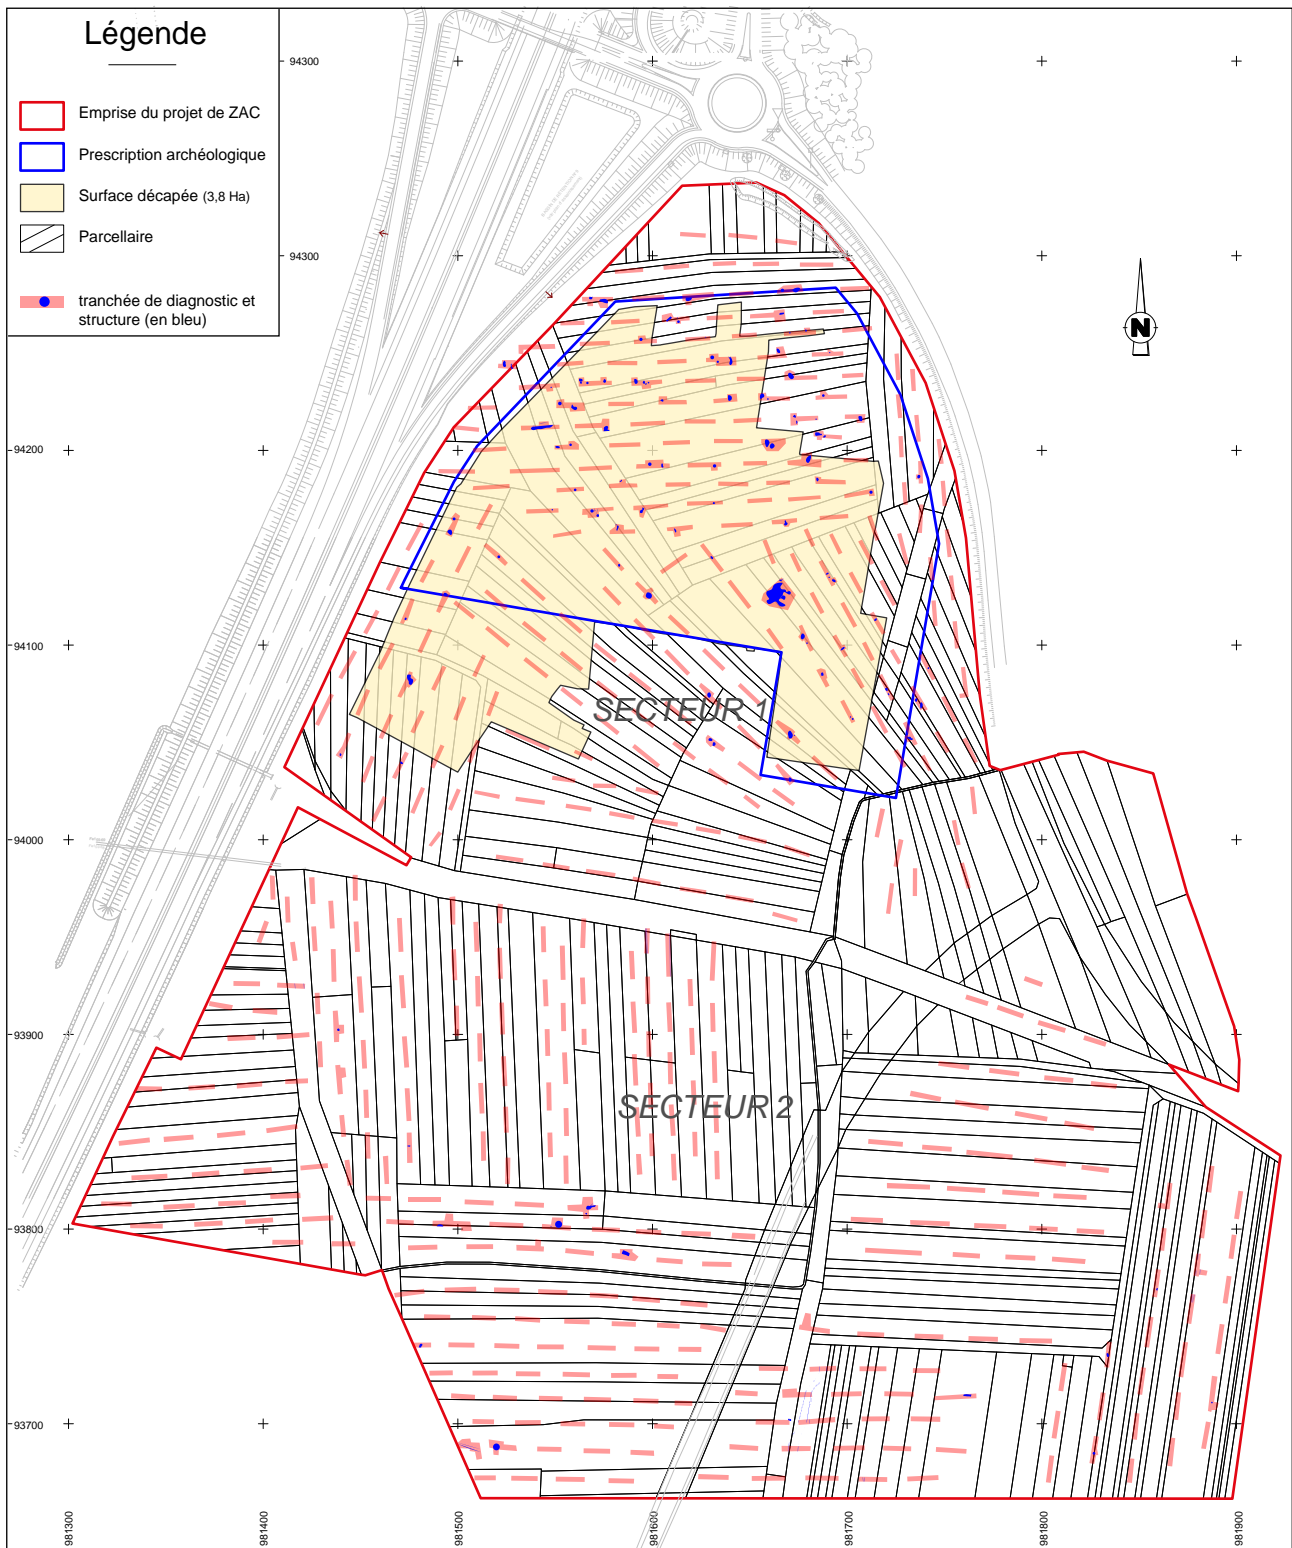 Légende
Emprise du projet de ZAC
Prescription archéologique
Surface décapée (3,8 Ha)
Parcellaire
tranchée de diagnostic et
structure (en bleu)
94300
94300
N
94200
94100
SECTEUR 1
94000
93900
SECTEUR 2
93800
93700
981300
981400
981500
981600
981700
981800
981900